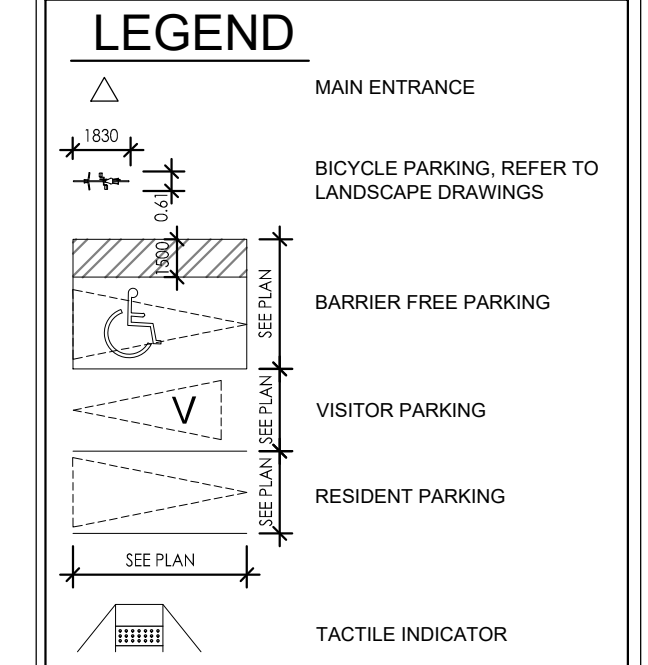 LEGEND
MAIN ENTRANCE
1830
0.61
BICYCLE PARKING, REFER TO
LANDSCAPE DRAWINGS
1500
SEE PLAN
BARRIER FREE PARKING
V
SEE PLAN
VISITOR PARKING
SEE PLAN
RESIDENT PARKING
SEE PLAN
TACTILE INDICATOR